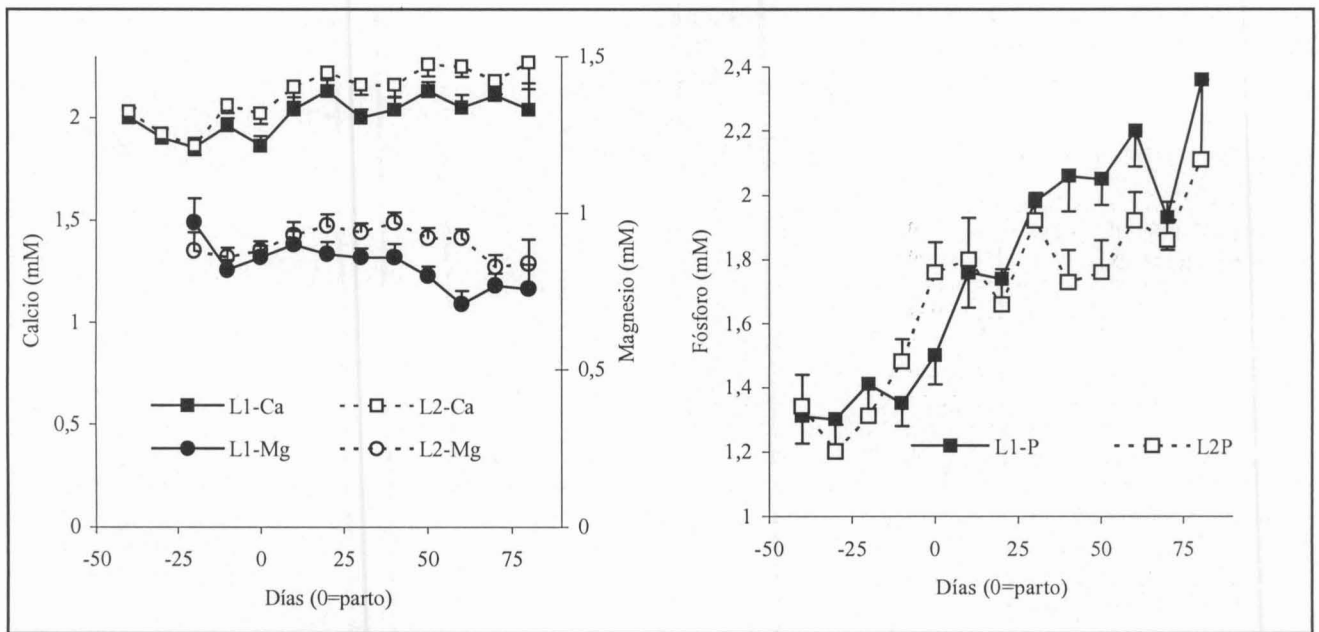 2
1,5
1
0,5
0
Calcio (mM)
1,5
1
0,5
0
Magnesio (mM)
L1-Ca
L2-Ca
L1-Mg
L2-Mg
-50
-25
0
25
50
75
Días (0=parto)
2,4
2,2
2
1,8
1,6
1,4
1,2
1
Fósforo (mM)
L1-P
L2P
-50
-25
0
25
50
75
Días (0=parto)